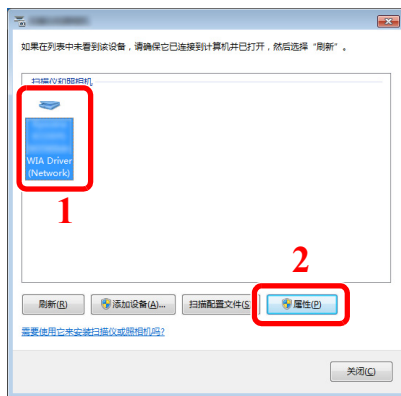 如果在列表中未看到该设备，请确保它已连接到计算机并已打开，然后选择“刷新”。
扫描仪和照相机
WIA Driver
(Network)
1
2
刷新(R)
添加设备(A)...
扫描配置文件(S
属性(P)
需要使用它来安装扫描仪或照相机吗?
关闭(C)